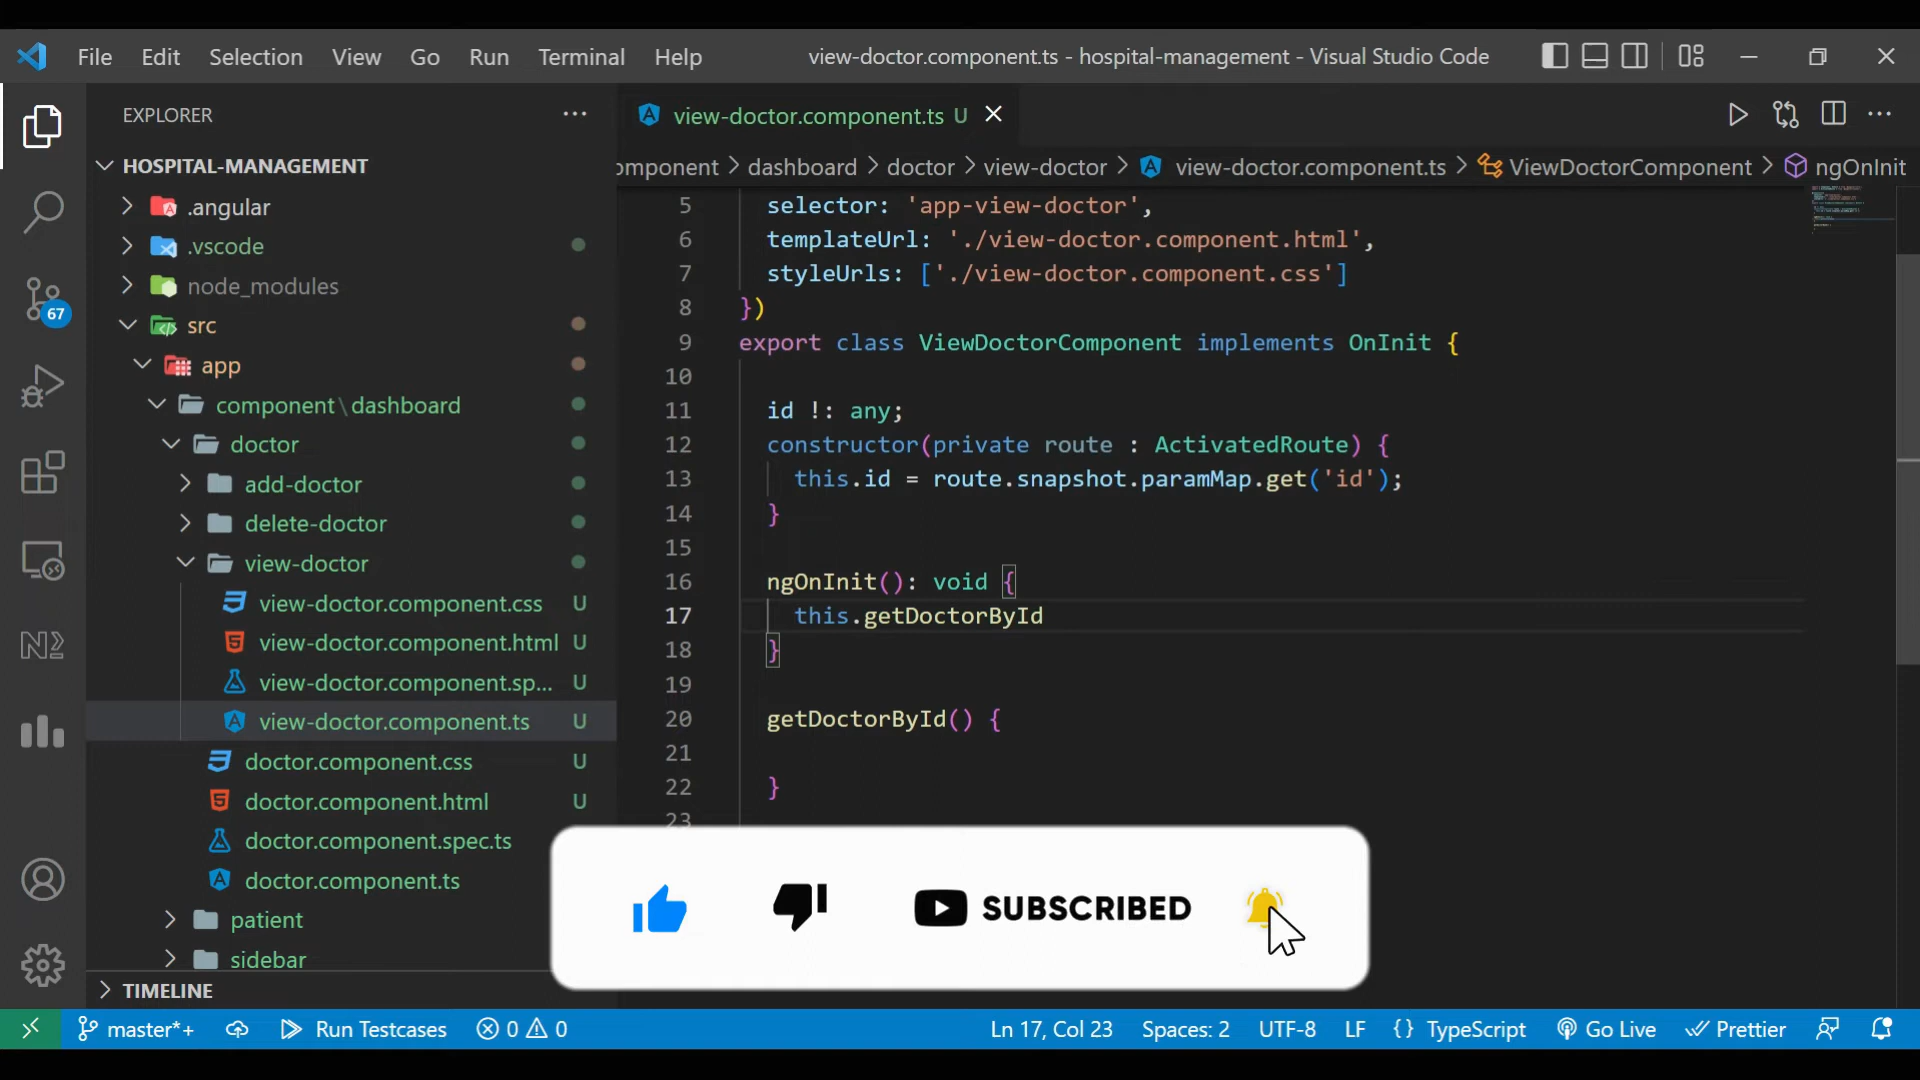 File Edit Selection View Go Run Terminal Help
view-doctor.component.ts - hospital-management - Visual Studio Code
EXPLORER
view-doctor.component.ts U
HOSPITAL-MANAGEMENT
omponent > dashboard > doctor > view-doctor > view-doctor.component.ts > ViewDoctorComponent > ngOnInit
.angular
.vscode
node_modules
src
app
component\dashboard
doctor
add-doctor
delete-doctor
view-doctor
view-doctor.component.css U
view-doctor.component.html U
view-doctor.component.sp... U
view-doctor.component.ts U
doctor.component.css U
doctor.component.html U
doctor.component.spec.ts
doctor.component.ts
patient
sidebar
TIMELINE
67
5 selector: 'app-view-doctor',
6 templateUrl: './view-doctor.component.html',
7 styleUrls: ['./view-doctor.component.css']
8 })
9 export class ViewDoctorComponent implements OnInit {
10
11 id !: any;
12 constructor(private route : ActivatedRoute) {
13 this.id = route.snapshot.paramMap.get('id');
14 }
15
16 ngOnInit(): void {
17 this.getDoctorById
18 }
19
20 getDoctorById() {
21
22 }
23
SUBSCRIBED
master*+ Run Testcases 0 0 Ln 17, Col 23 Spaces: 2 UTF-8 LF {} TypeScript Go Live Prettier